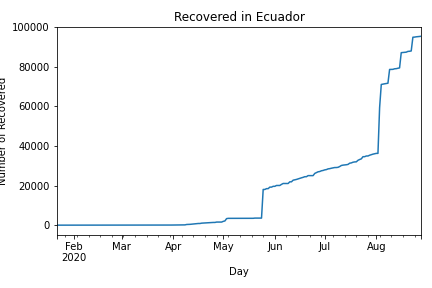 Recovered in Ecuador
100000
80000
60000
40000
20000
0
Number of Recovered
Feb
2020
Mar
Apr
May
Jun
Jul
Aug
Day